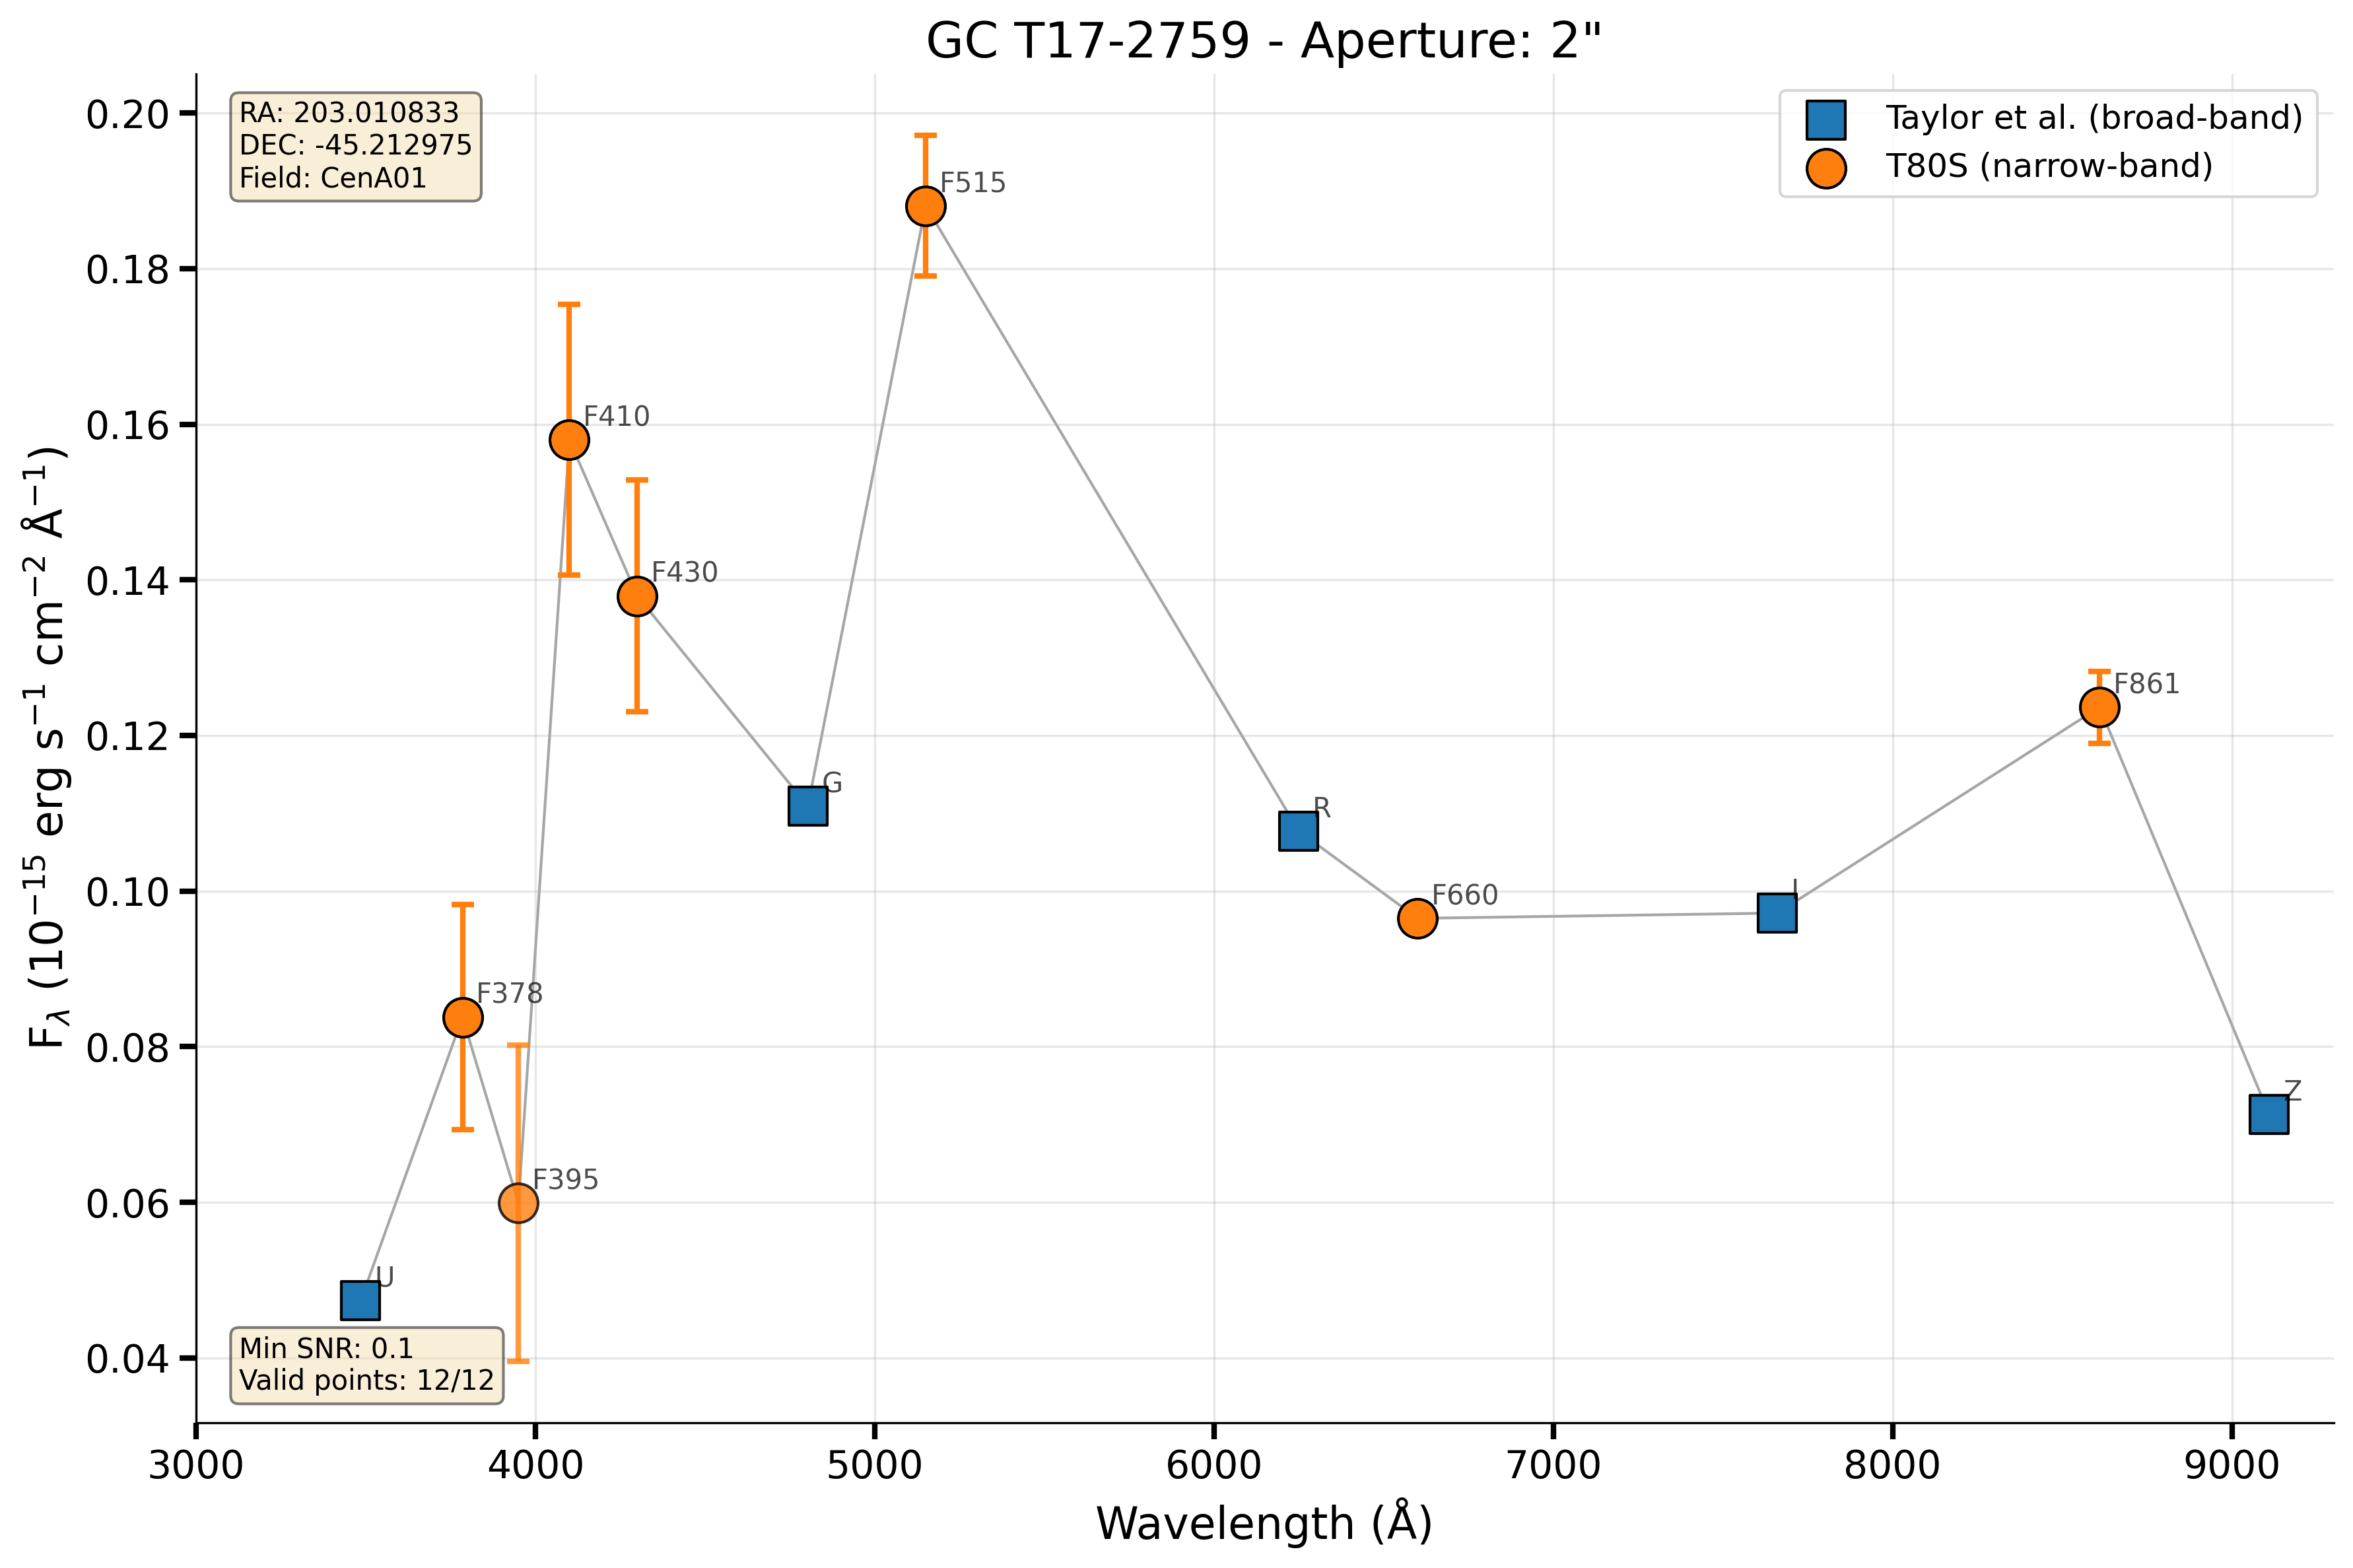 GC T17-2759 - Aperture: 2"
RA: 203.010833
DEC: -45.212975
Field: CenA01
Taylor et al. (broad-band)
T80S (narrow-band)
F515
F410
F430
G
R
F861
F660
I
F378
Z
F395
U
Min SNR: 0.1
Valid points: 12/12
0.20
0.18
0.16
0.14
0.12
0.10
0.08
0.06
0.04
F_λ (10⁻¹⁵ erg s⁻¹ cm⁻² Å⁻¹)
3000 4000 5000 6000 7000 8000 9000
Wavelength (Å)